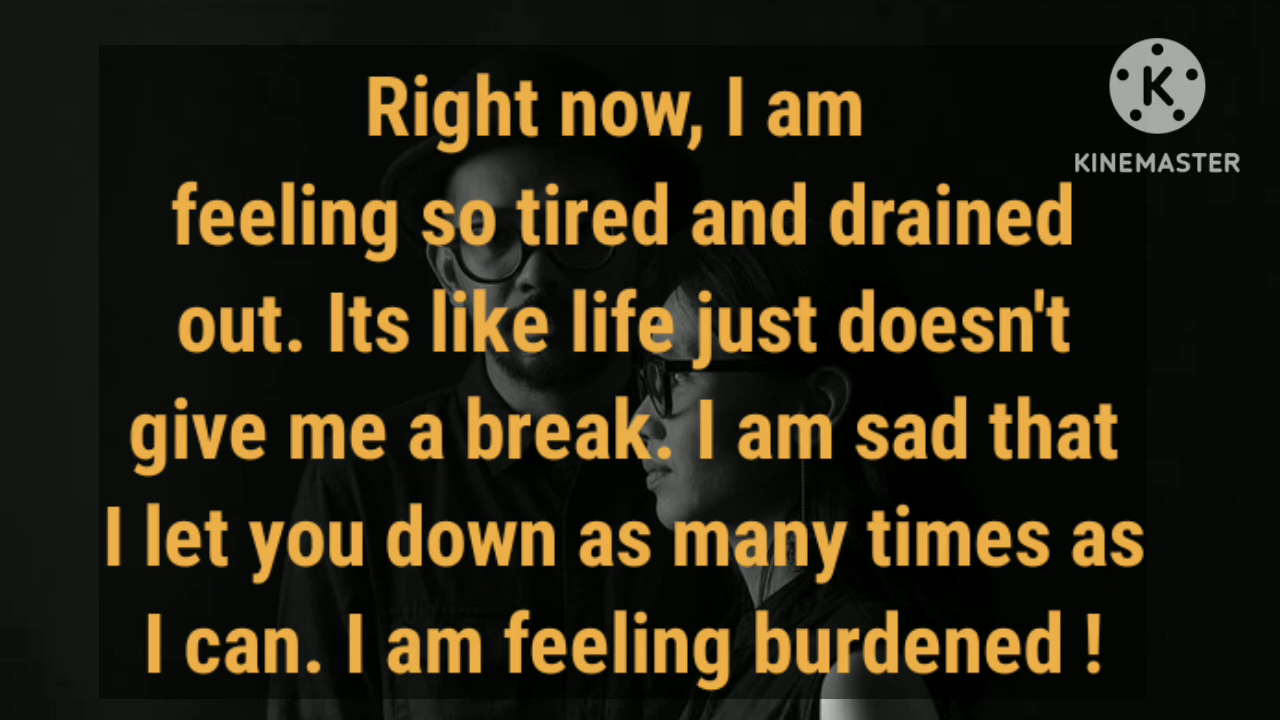 Right now, I am
feeling so tired and drained
out. Its like life just doesn't
give me a break. I am sad that
I let you down as many times as
I can. I am feeling burdened !
K
KINEMASTER